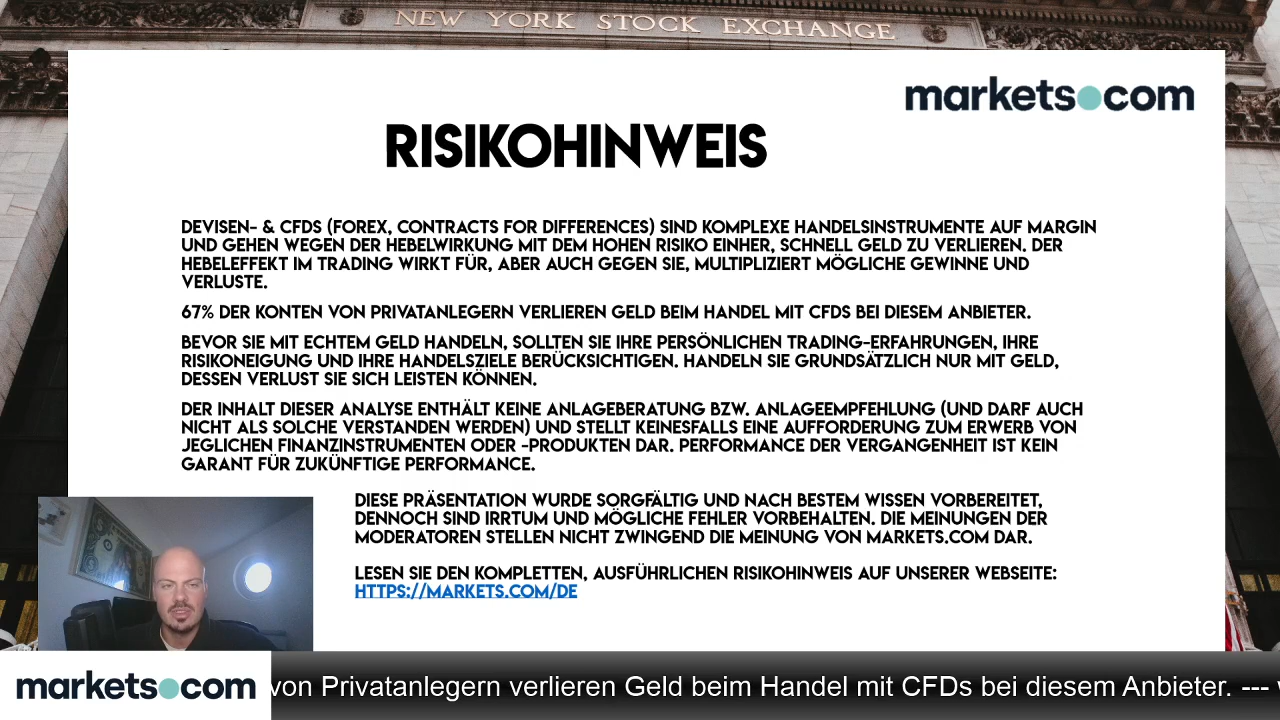 NEW YORK STOCK EXCHANGE
markets.com
RISIKOHINWEIS
DEVISEN- & CFDS (FOREX, CONTRACTS FOR DIFFERENCES) SIND KOMPLEXE HANDELSINSTRUMENTE AUF MARGIN
UND GEHEN WEGEN DER HEBELWIRKUNG MIT DEM HOHEN RISIKO EINHER, SCHNELL GELD ZU VERLIEREN. DER
HEBELEFFEKT IM TRADING WIRKT FÜR, ABER AUCH GEGEN SIE, MULTIPLIZIERT MÖGLICHE GEWINNE UND
VERLUSTE.
67% DER KONTEN VON PRIVATANLEGERN VERLIEREN GELD BEIM HANDEL MIT CFDS BEI DIESEM ANBIETER.
BEVOR SIE MIT ECHTEM GELD HANDELN, SOLLTEN SIE IHRE PERSÖNLICHEN TRADING-ERFAHRUNGEN, IHRE
RISIKONEIGUNG UND IHRE HANDELSZIELE BERÜCKSICHTIGEN. HANDELN SIE GRUNDSÄTZLICH NUR MIT GELD,
DESSEN VERLUST SIE SICH LEISTEN KÖNNEN.
DER INHALT DIESER ANALYSE ENTHÄLT KEINE ANLAGEBERATUNG BZW. ANLAGEEMPFEHLUNG (UND DARF AUCH
NICHT ALS SOLCHE VERSTANDEN WERDEN) UND STELLT KEINESFALLS EINE AUFFORDERUNG ZUM ERWERB VON
JEGLICHEN FINANZINSTRUMENTEN ODER -PRODUKTEN DAR. PERFORMANCE DER VERGANGENHEIT IST KEIN
GARANT FÜR ZUKÜNFTIGE PERFORMANCE.
DIESE PRÄSENTATION WURDE SORGFÄLTIG UND NACH BESTEM WISSEN VORBEREITET,
DENNOCH SIND IRRTUM UND MÖGLICHE FEHLER VORBEHALTEN. DIE MEINUNGEN DER
MODERATOREN STELLEN NICHT ZWINGEND DIE MEINUNG VON MARKETS.COM DAR.
LESEN SIE DEN KOMPLETTEN, AUSFÜHRLICHEN RISIKOHINWEIS AUF UNSERER WEBSEITE:
HTTPS://MARKETS.COM/DE
markets.com
von Privatanlegern verlieren Geld beim Handel mit CFDs bei diesem Anbieter. ---